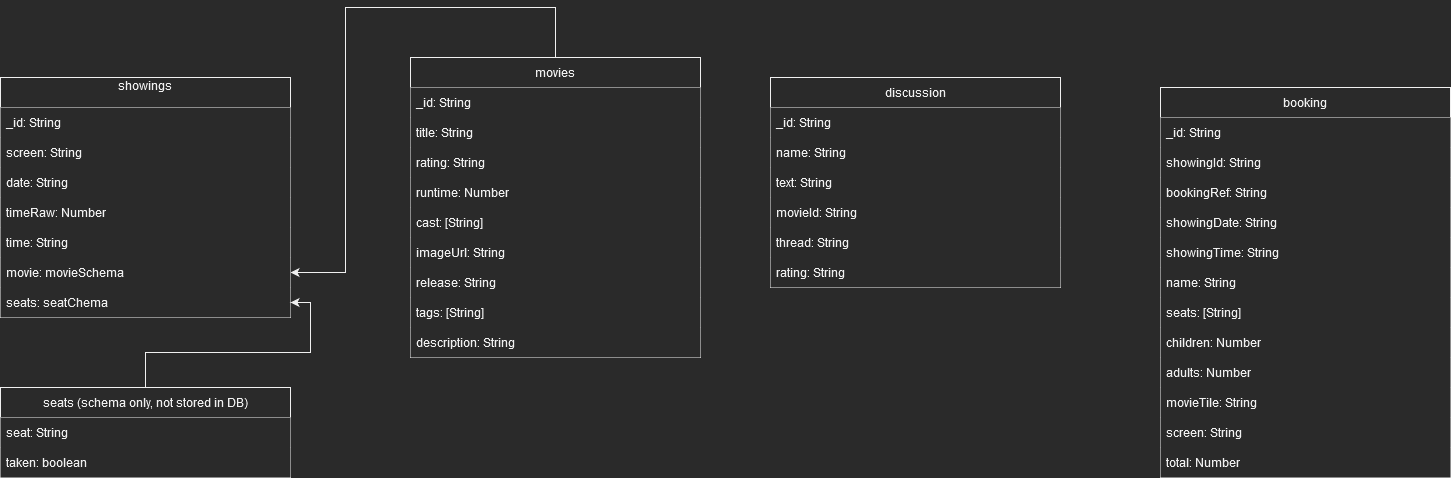 showings
_id: String
screen: String
date: String
timeRaw: Number
time: String
movie: movieSchema
seats: seatChema
seats (schema only, not stored in DB)
seat: String
taken: boolean
movies
_id: String
title: String
rating: String
runtime: Number
cast: [String]
imageUrl: String
release: String
tags: [String]
description: String
discussion
_id: String
name: String
text: String
movieId: String
thread: String
rating: String
booking
_id: String
showingId: String
bookingRef: String
showingDate: String
showingTime: String
name: String
seats: [String]
children: Number
adults: Number
movieTile: String
screen: String
total: Number